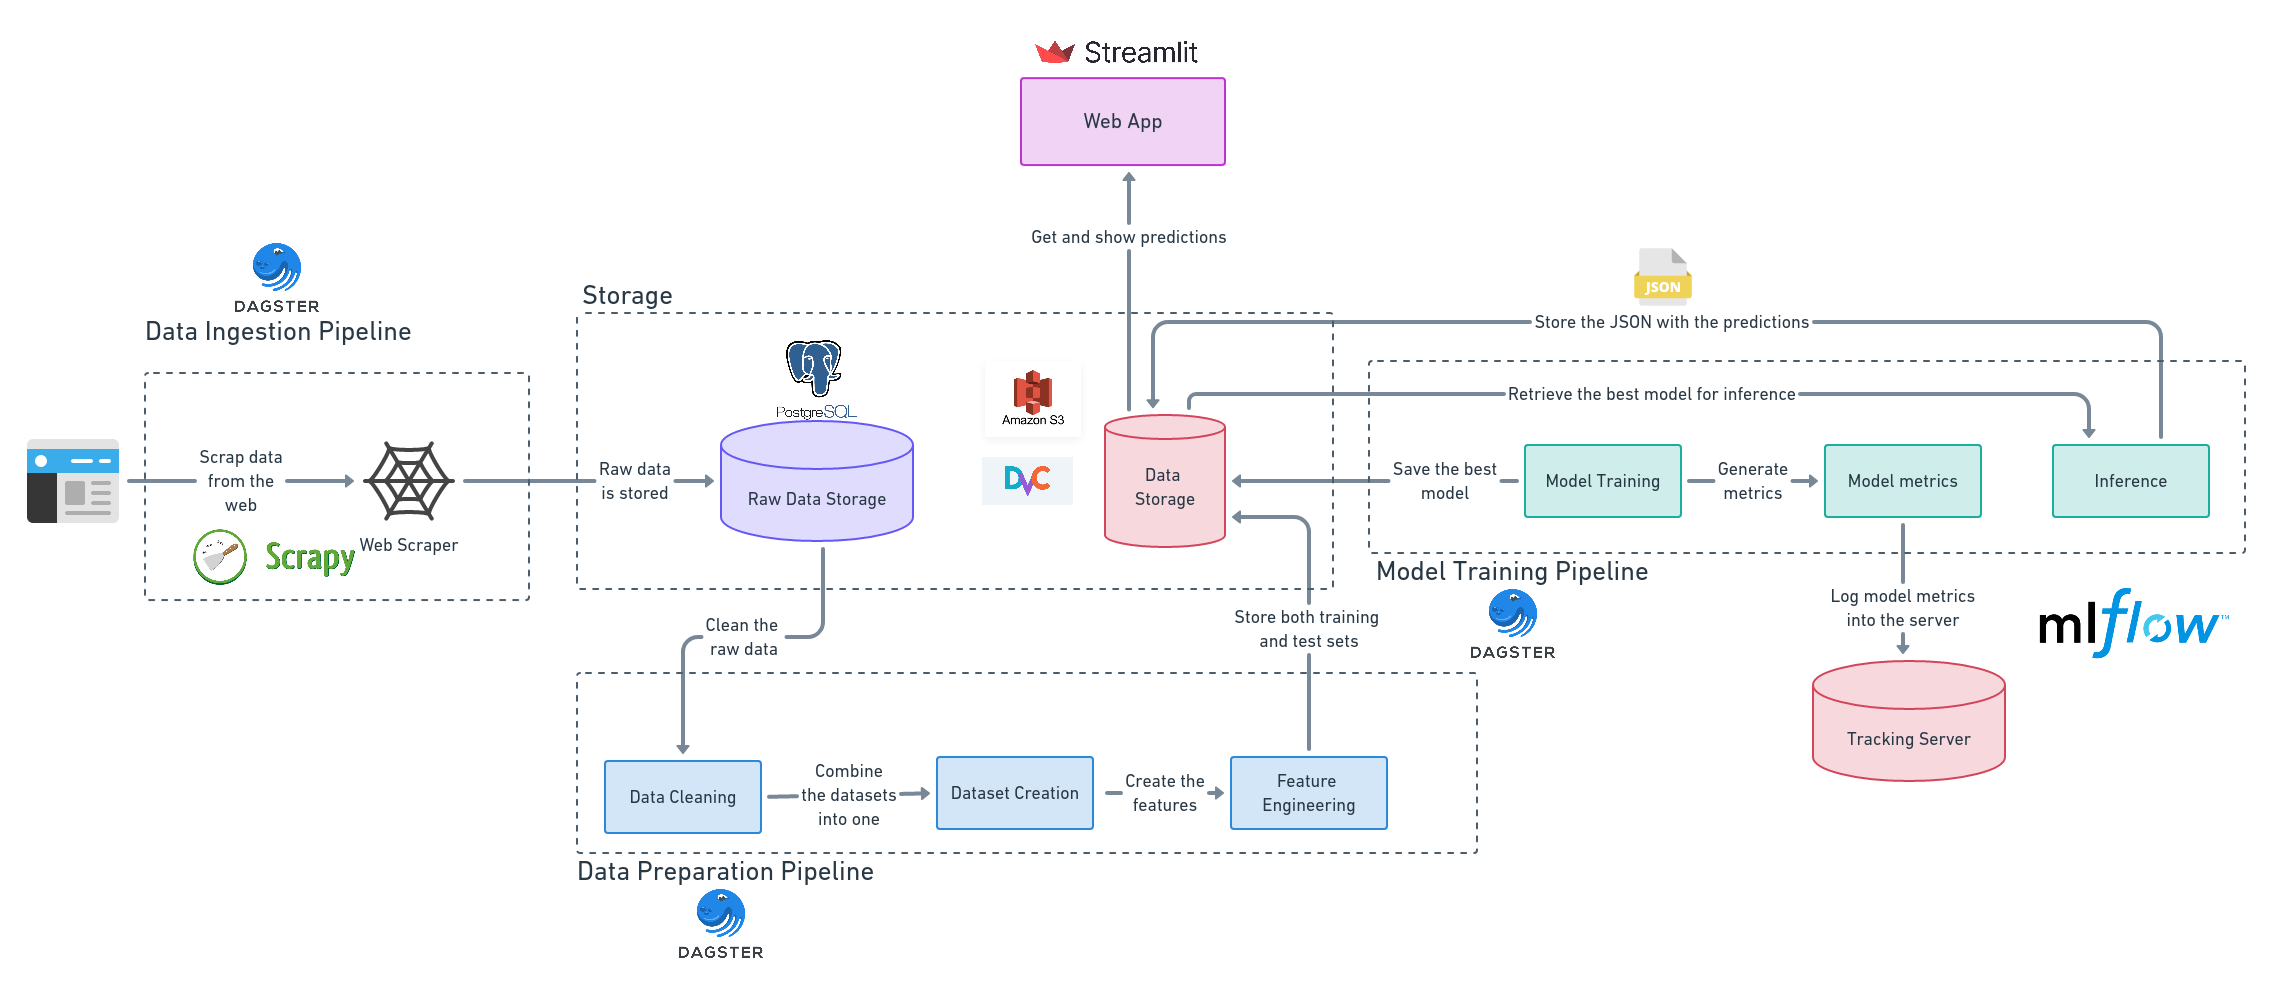 Streamlit
Web App
Get and show predictions
DAGSTER
Data Ingestion Pipeline
Scrap data
from the
web
Scrapy
Web Scraper
Storage
Raw data
is stored
PostgreSQL
Raw Data Storage
Amazon S3
DVC
Data
Storage
JSON
Store the JSON with the predictions
Retrieve the best model for inference
Save the best
model
Model Training
Generate
metrics
Model metrics
Inference
Model Training Pipeline
DAGSTER
Log model metrics
into the server
mlflow™
Tracking Server
Clean the
raw data
Store both training
and test sets
Data Cleaning
Combine
the datasets
into one
Dataset Creation
Create the
features
Feature
Engineering
Data Preparation Pipeline
DAGSTER